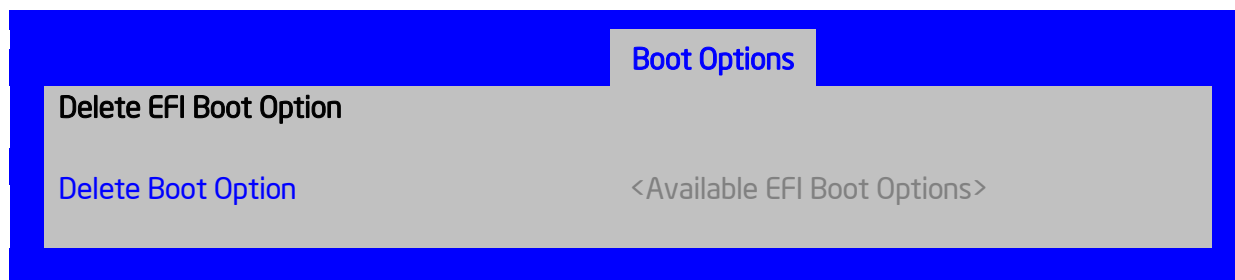 Boot Options
Delete EFI Boot Option
Delete Boot Option <Available EFI Boot Options>